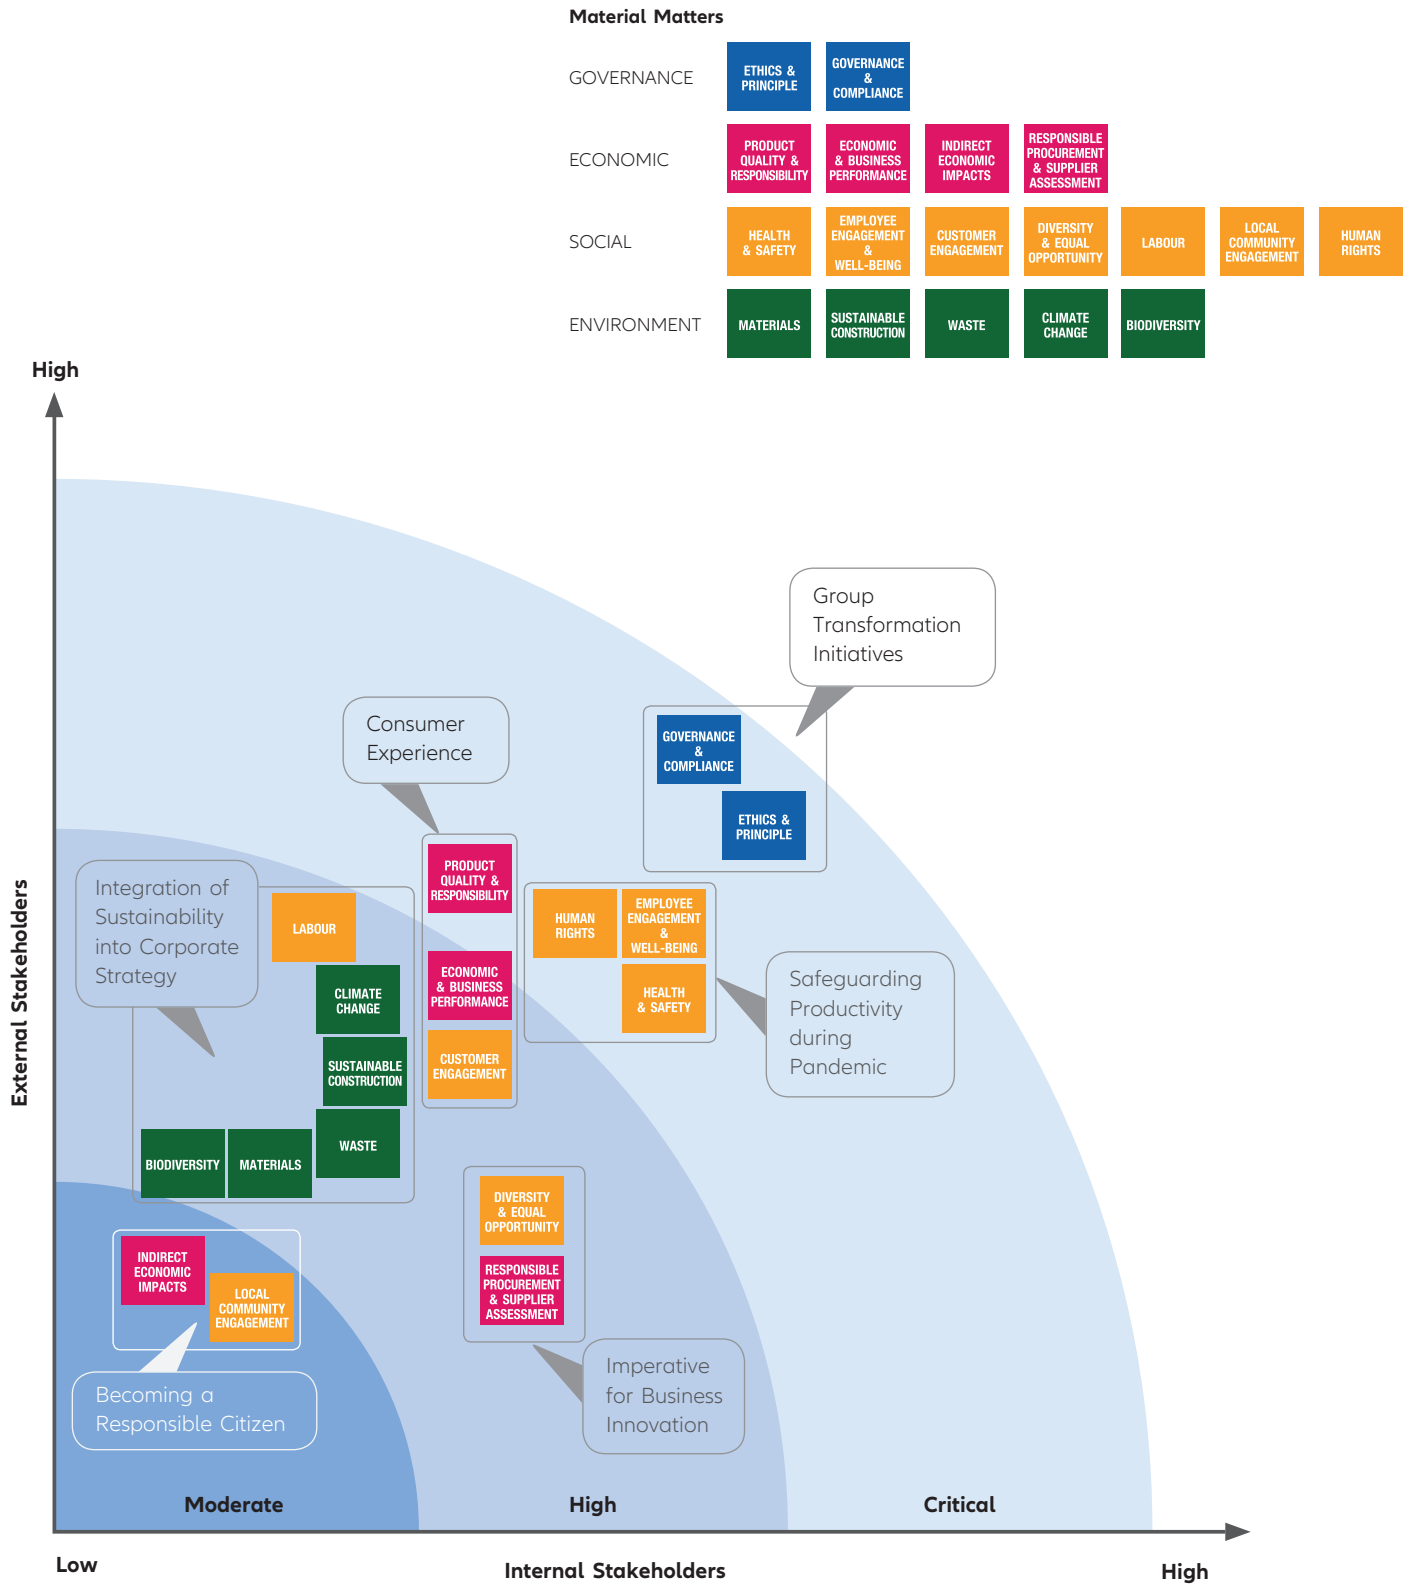 Material Matters
GOVERNANCE
ETHICS &
PRINCIPLE
GOVERNANCE
&
COMPLIANCE
ECONOMIC
PRODUCT
QUALITY &
RESPONSIBILITY
ECONOMIC
& BUSINESS
PERFORMANCE
INDIRECT
ECONOMIC
IMPACTS
RESPONSIBLE
PROCUREMENT
& SUPPLIER
ASSESSMENT
SOCIAL
HEALTH
& SAFETY
EMPLOYEE
ENGAGEMENT
&
WELL-BEING
CUSTOMER
ENGAGEMENT
DIVERSITY
& EQUAL
OPPORTUNITY
LABOUR
LOCAL
COMMUNITY
ENGAGEMENT
HUMAN
RIGHTS
ENVIRONMENT
MATERIALS
SUSTAINABLE
CONSTRUCTION
WASTE
CLIMATE
CHANGE
BIODIVERSITY
High
External Stakeholders
Group
Transformation
Initiatives
GOVERNANCE
&
COMPLIANCE
ETHICS &
PRINCIPLE
Consumer
Experience
PRODUCT
QUALITY &
RESPONSIBILITY
ECONOMIC
& BUSINESS
PERFORMANCE
CUSTOMER
ENGAGEMENT
HUMAN
RIGHTS
EMPLOYEE
ENGAGEMENT
&
WELL-BEING
HEALTH
& SAFETY
Safeguarding
Productivity
during
Pandemic
Integration of
Sustainability
into Corporate
Strategy
LABOUR
CLIMATE
CHANGE
SUSTAINABLE
CONSTRUCTION
WASTE
BIODIVERSITY
MATERIALS
DIVERSITY
& EQUAL
OPPORTUNITY
RESPONSIBLE
PROCUREMENT
& SUPPLIER
ASSESSMENT
Imperative
for Business
Innovation
INDIRECT
ECONOMIC
IMPACTS
LOCAL
COMMUNITY
ENGAGEMENT
Becoming a
Responsible Citizen
Moderate
High
Critical
Low
Internal Stakeholders
High